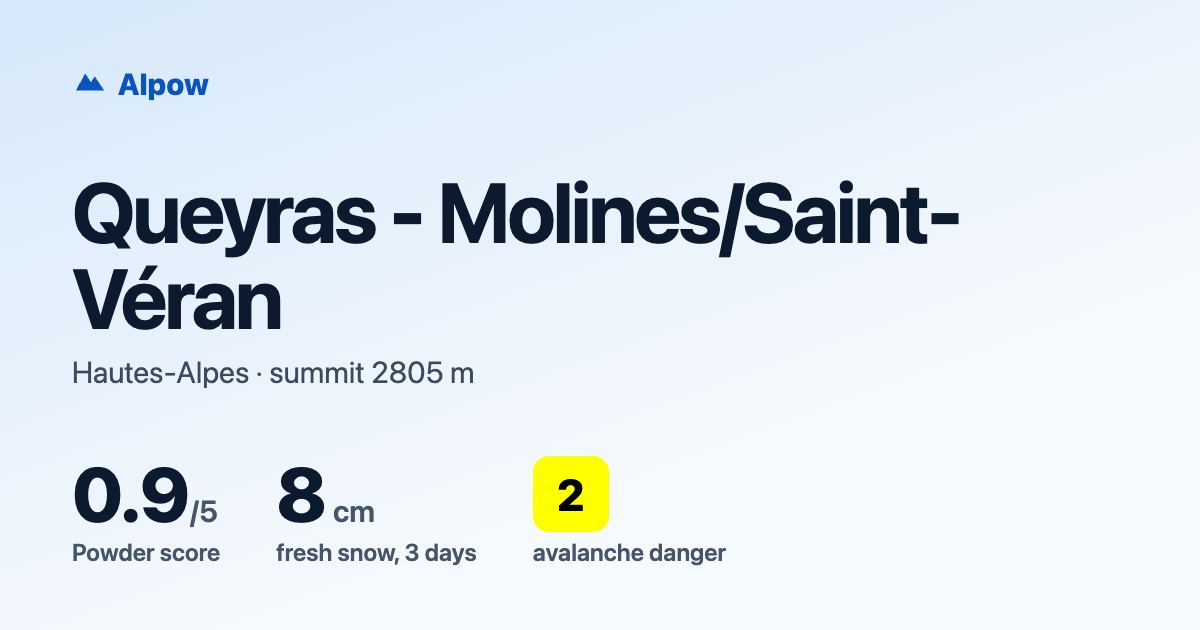 Alpow
Queyras - Molines/Saint-
Véran
Hautes-Alpes · summit 2805 m
0.9/5
Powder score
8 cm
fresh snow, 3 days
2
avalanche danger